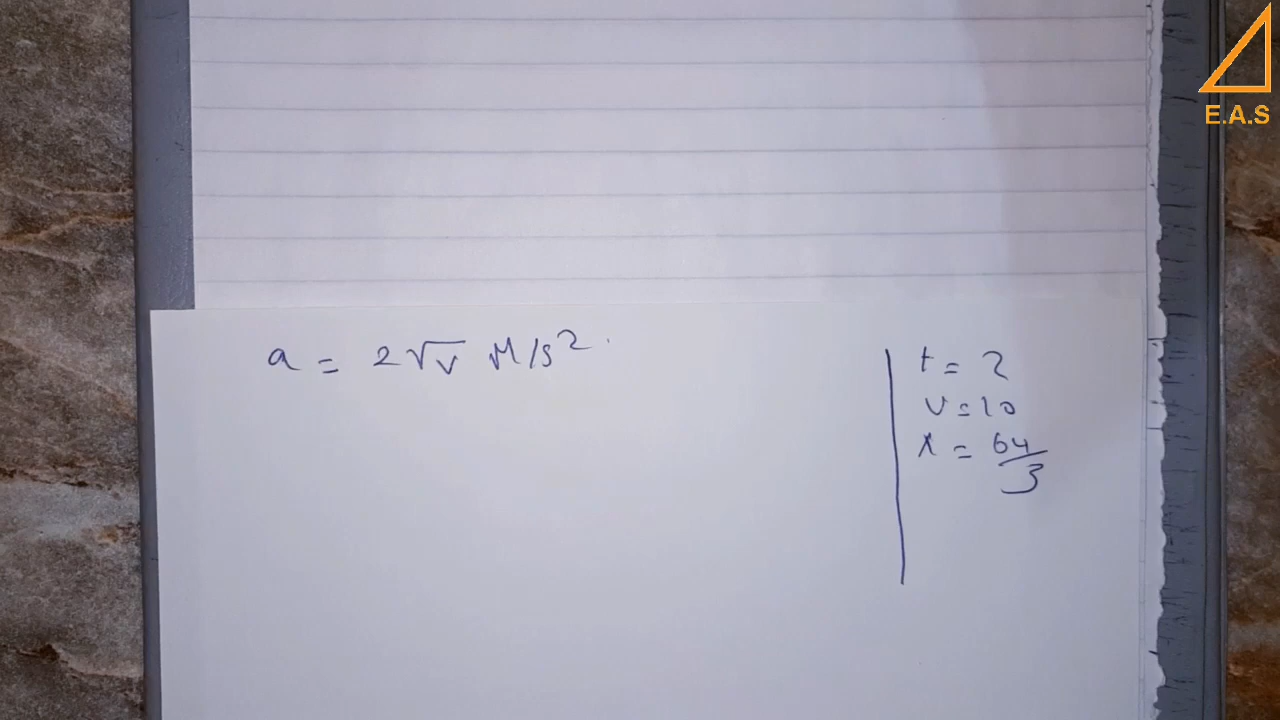 E.A.S
a = 2√v M/s².
t = 2
v = 10
x = 64/3